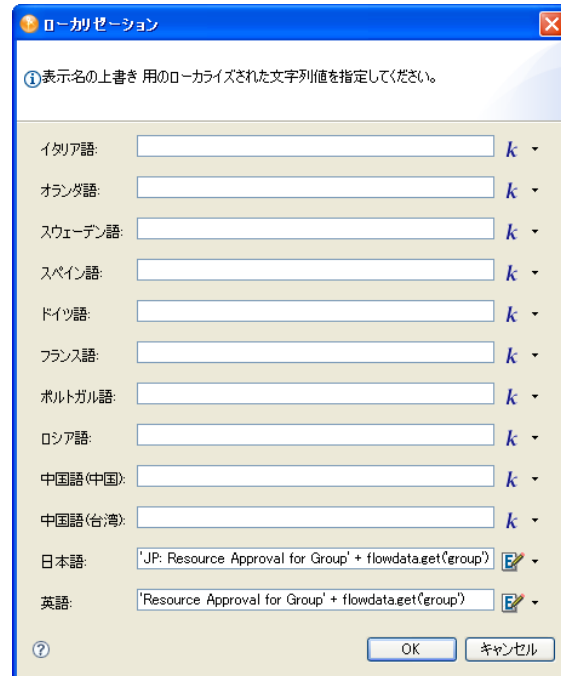 ローカリゼーション
表示名の上書き 用のローカライズされた文字列値を指定してください。
イタリア語: k
オランダ語: k
スウェーデン語: k
スペイン語: k
ドイツ語: k
フランス語: k
ポルトガル語: k
ロシア語: k
中国語(中国): k
中国語(台湾): k
日本語: 'JP: Resource Approval for Group' + flowdata.get('group')
英語: 'Resource Approval for Group' + flowdata.get('group')
OK キャンセル